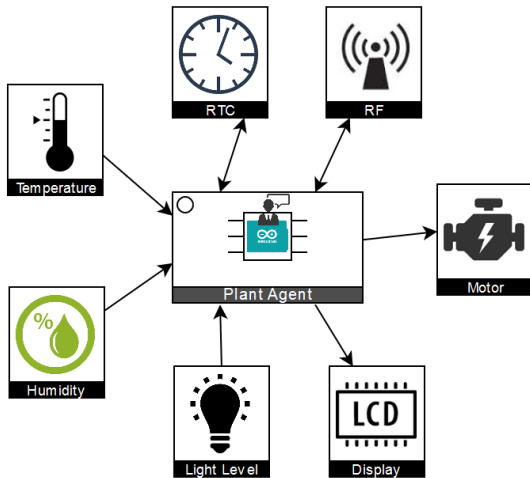 RTC
RF
Temperature
Plant Agent
Motor
%
Humidity
Light Level
LCD
Display